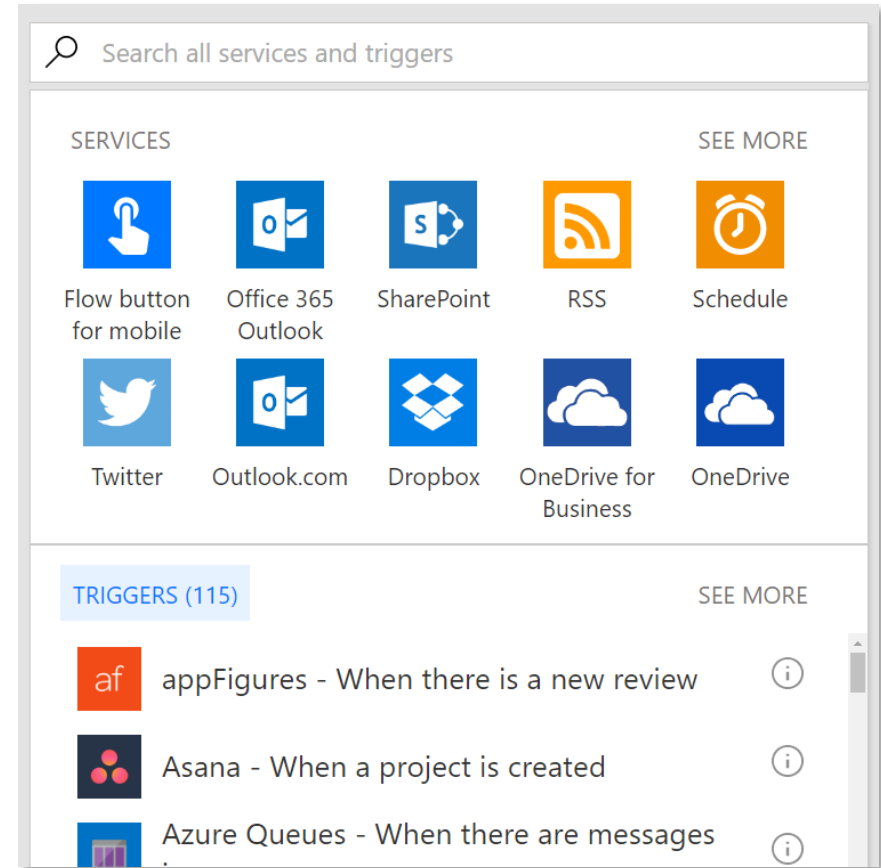 Search all services and triggers
SERVICES
SEE MORE
Flow button
for mobile
Office 365
Outlook
SharePoint
RSS
Schedule
Twitter
Outlook.com
Dropbox
OneDrive for
Business
OneDrive
TRIGGERS (115)
SEE MORE
af
appFigures - When there is a new review
Asana - When a project is created
Azure Queues - When there are messages